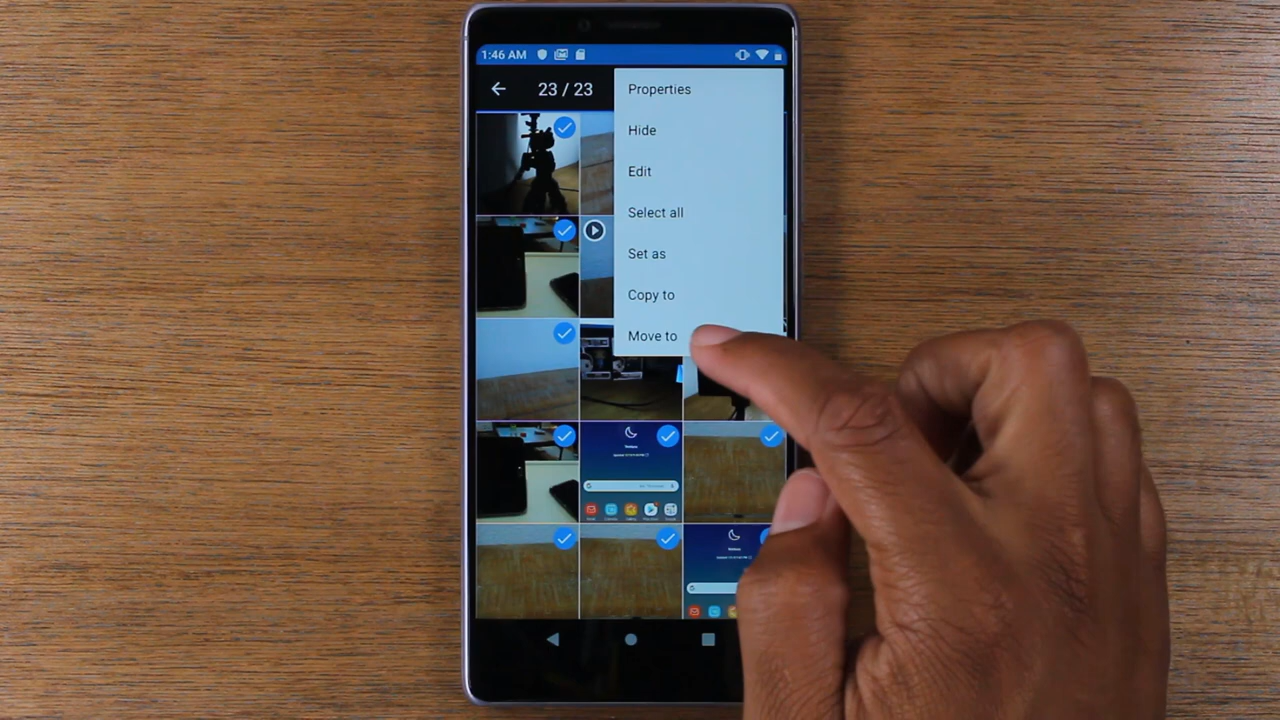 1:46 AM
23 / 23
Properties
Hide
Edit
Select all
Set as
Copy to
Move to